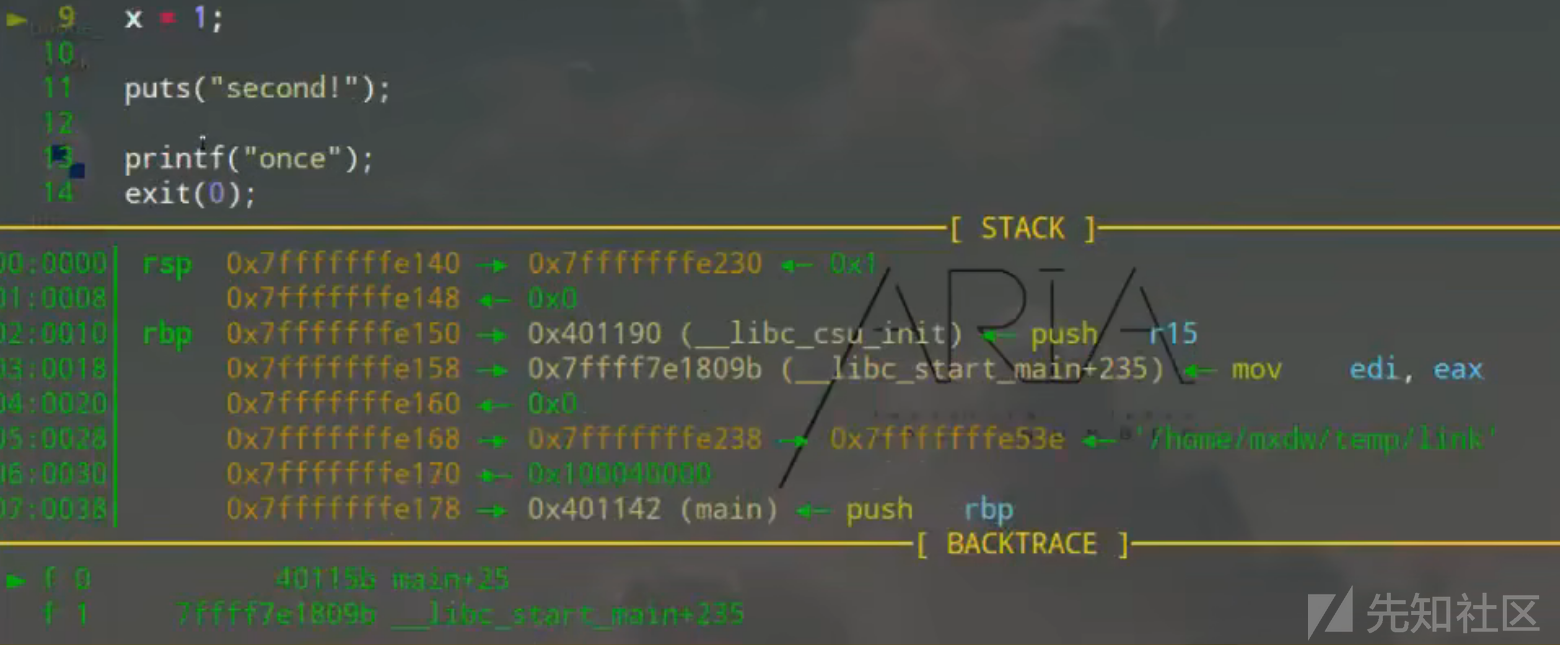 ► 9 x = 1;
10
11 puts("second!");
12
13 printf("once");
14 exit(0);
[ STACK ]
00:0000│ rsp 0x7fffffffe140 → 0x7fffffffe230 ← 0x1
01:0008│ 0x7fffffffe148 ← 0x0
02:0010│ rbp 0x7fffffffe150 → 0x401190 (__libc_csu_init) ← push r15
03:0018│ 0x7fffffffe158 → 0x7ffff7e1809b (__libc_start_main+235) ← mov edi, eax
04:0020│ 0x7fffffffe160 ← 0x0
05:0028│ 0x7fffffffe168 → 0x7fffffffe238 → 0x7fffffffe53e ← '/home/mxdw/temp/link'
06:0030│ 0x7fffffffe170 ← 0x100040000
07:0038│ 0x7fffffffe178 → 0x401142 (main) ← push rbp
ARIA
[ BACKTRACE ]
► f 0 40115b main+25
f 1 7ffff7e1809b __libc_start_main+235
先知社区